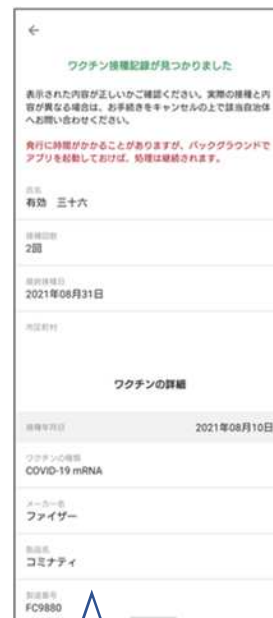 ←
ワクチン接種記録が見つかりました
表示された内容が正しいかご確認ください。実際の接種と内
容が異なる場合は、お手続きをキャンセルの上で該当自治体
へお問い合わせください。
発行に時間がかかることがありますが、バックグラウンドで
アプリを起動しておけば、処理は継続されます。
氏名
有効 三十六
接種回数
2回
最終接種日
2021年08月31日
市区町村
ワクチンの詳細
接種年月日 2021年08月10日
ワクチンの種類
COVID-19 mRNA
メーカー名
ファイザー
製品名
コミナティ
製造番号
FC9880